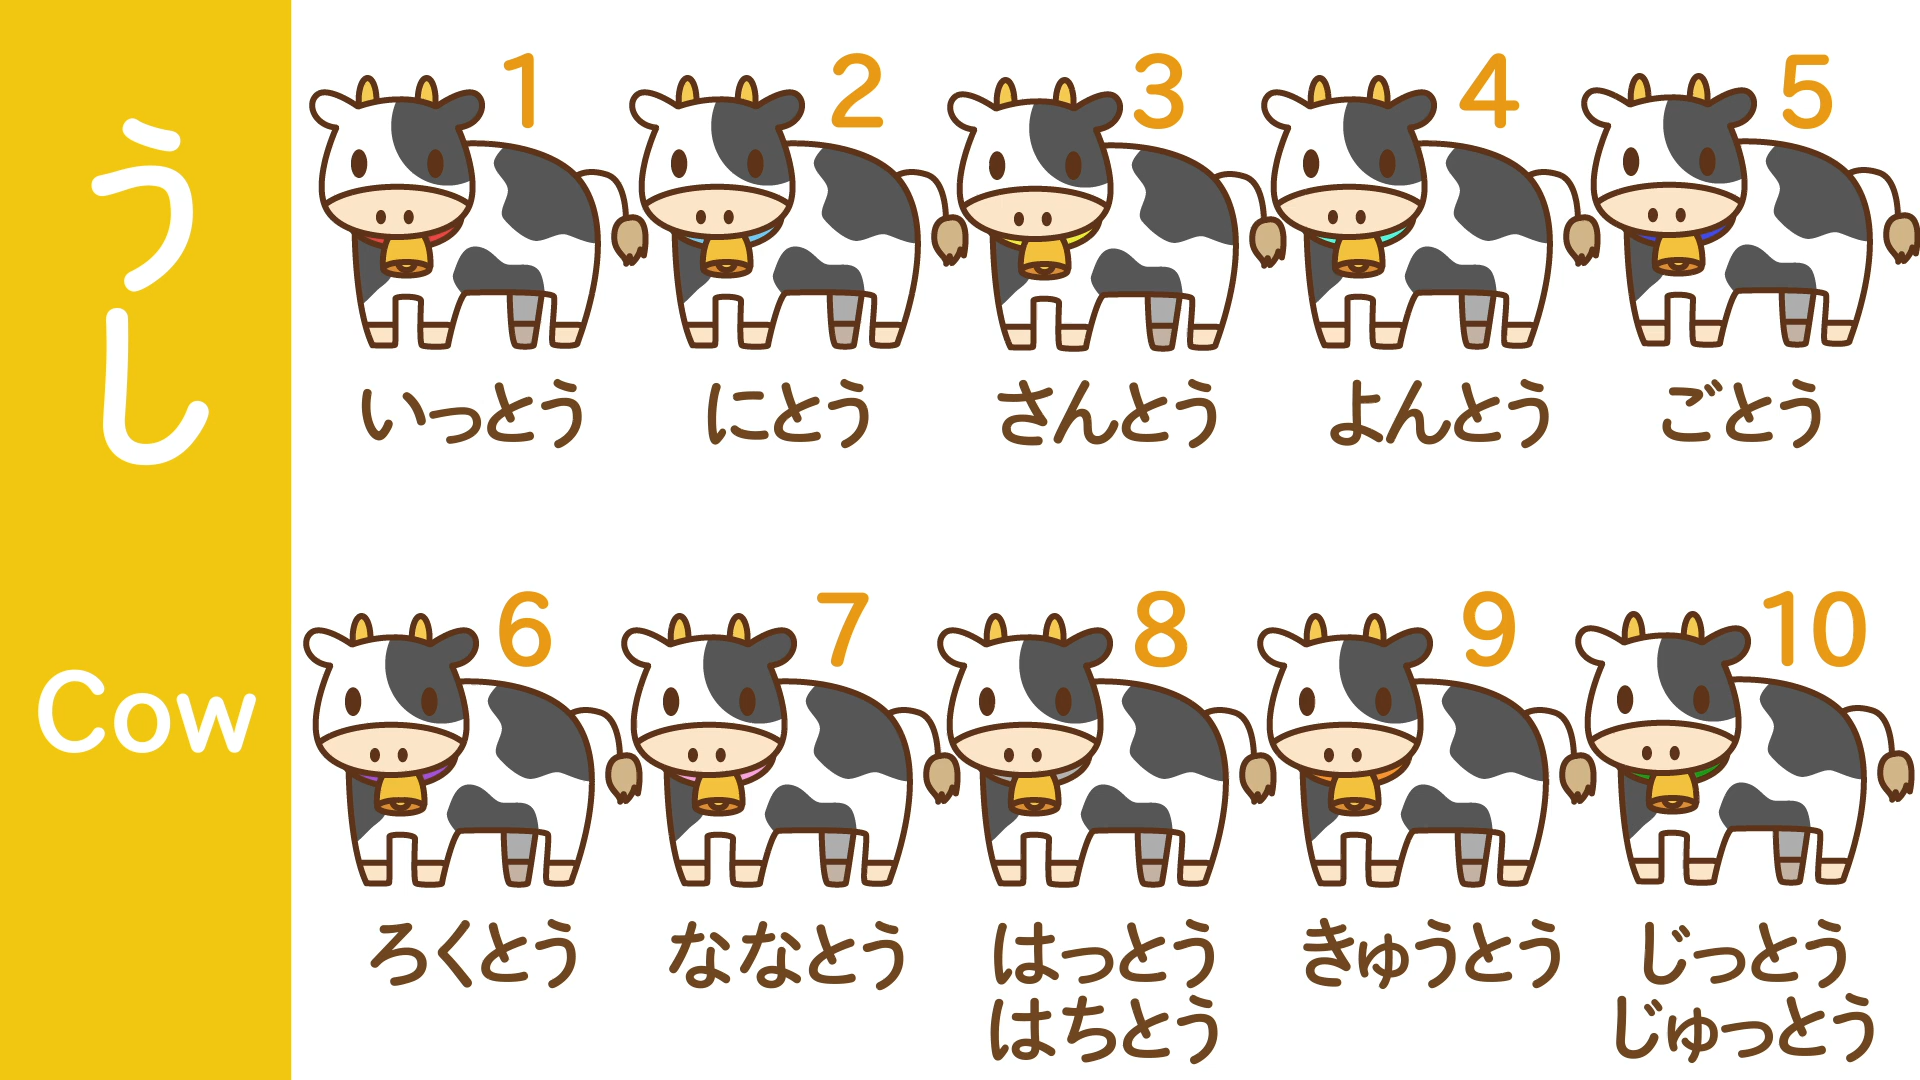 うし
Cow
1
2
3
4
5
いっとう
にとう
さんとう
よんとう
ごとう
6
7
8
9
10
ろくとう
ななとう
はっとう
はちとう
きゅうとう
じっとう
じゅっとう